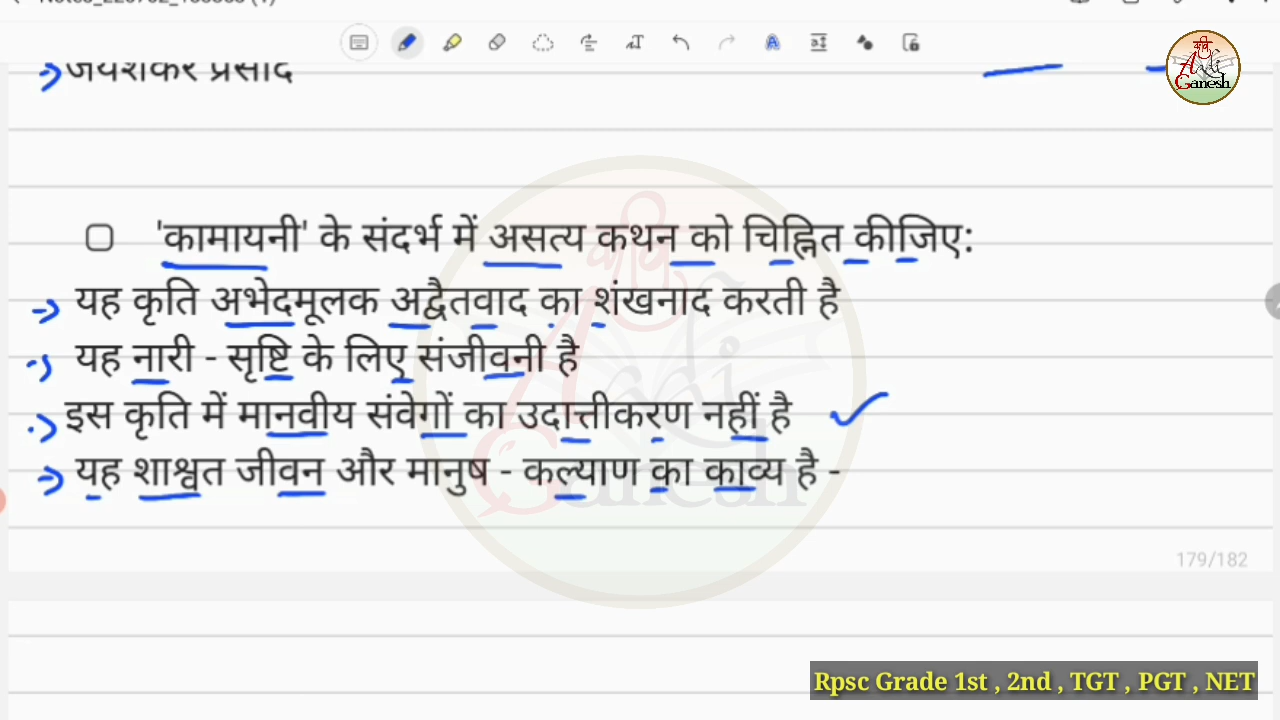 जयशंकर प्रसाद
'कामायनी' के संदर्भ में असत्य कथन को चिह्नित कीजिए:
यह कृति अभेदमूलक अद्वैतवाद का शंखनाद करती है
यह नारी - सृष्टि के लिए संजीवनी है
इस कृति में मानवीय संवेगों का उदात्तीकरण नहीं है
यह शाश्वत जीवन और मानुष - कल्याण का काव्य है -
179/182
Rpsc Grade 1st , 2nd , TGT , PGT , NET